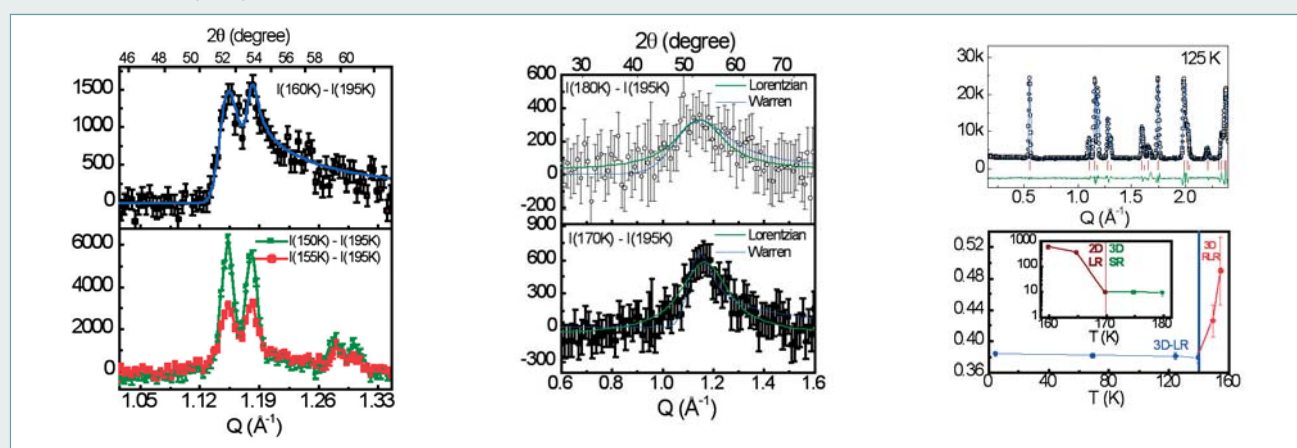 2θ (degree)
46 48 50 51 52 53 54 55 56 57 58 59 60
I(160K) - I(195K)
1500
1000
500
0
6000
4000
2000
0
I(150K) - I(195K)
I(155K) - I(195K)
1.05 1.12 1.19 1.26 1.33
Q (Å-1)
2θ (degree)
30 40 50 60 70
600
400
200
0
-200
I(180K) - I(195K)
Lorentzian
Warren
900
600
300
0
-300
I(170K) - I(195K)
Lorentzian
Warren
0.6 0.8 1.0 1.2 1.4 1.6
Q (Å-1)
30k
20k
10k
0
125 K
0.5 1.0 1.5 2.0
Q (Å-1)
0.52
0.48
0.44
0.40
0.36
1000
100
10
1
2D 3D
LR SR
160 170 180
T (K)
3D
RLR
3D-LR
0 40 80 120 160
T (K)